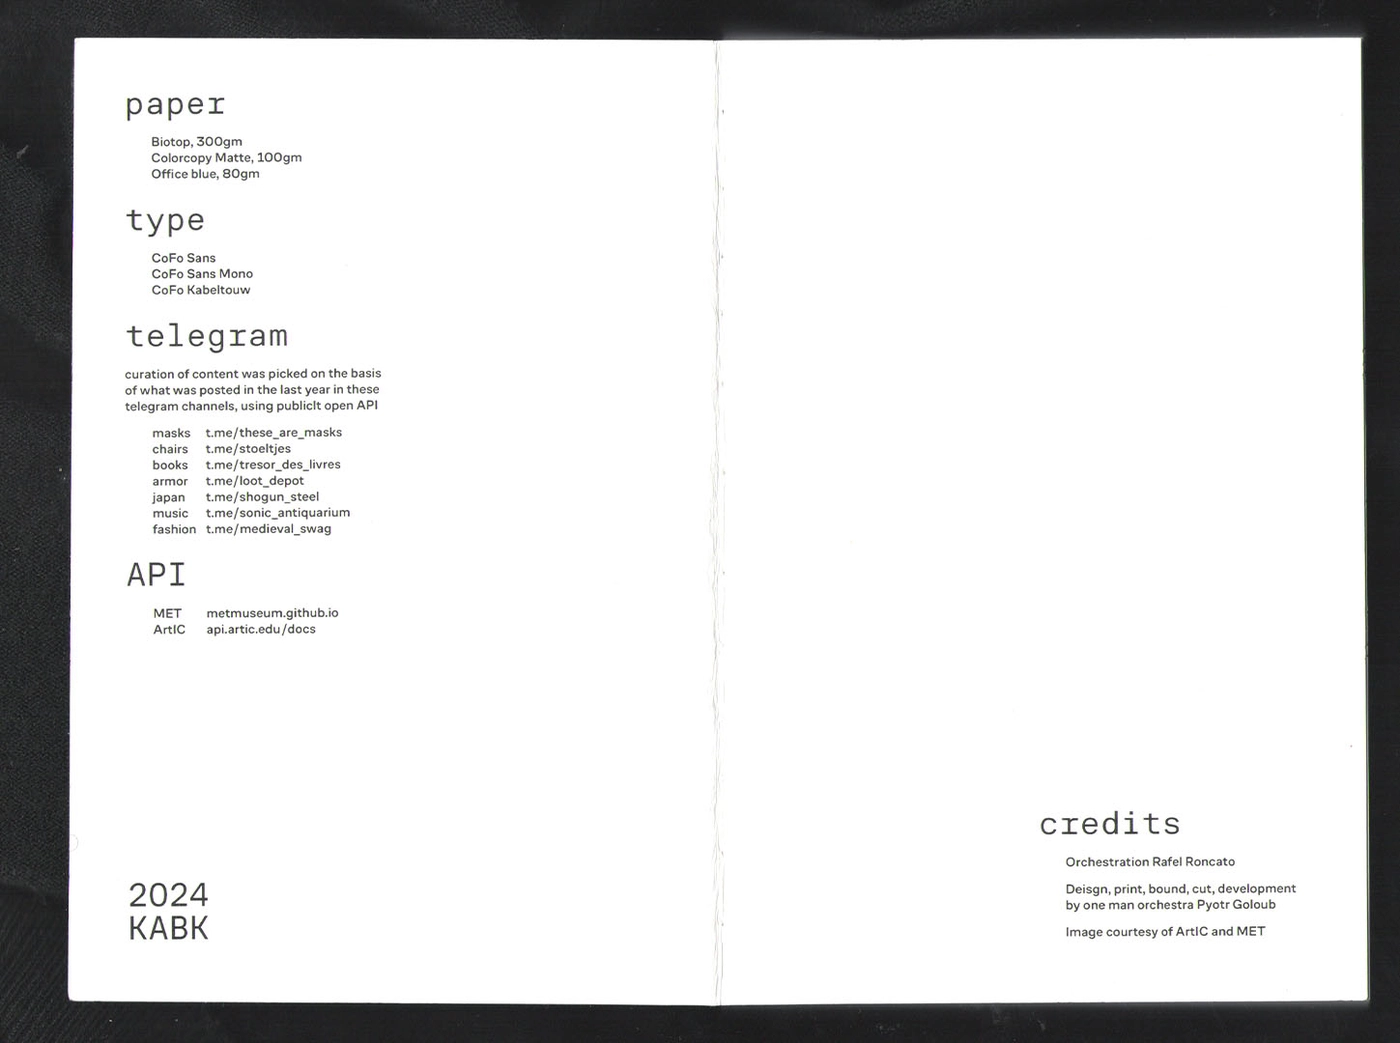 paper
Biotop, 300gm
Colorcopy Matte, 100gm
Office blue, 80gm
type
CoFo Sans
CoFo Sans Mono
CoFo Kabeltouw
telegram
curation of content was picked on the basis
of what was posted in the last year in these
telegram channels, using publicIt open API
masks t.me/these_are_masks
chairs t.me/stoeltjes
books t.me/tresor_des_livres
armor t.me/loot_depot
japan t.me/shogun_steel
music t.me/sonic_antiquarium
fashion t.me/medieval_swag
API
MET metmuseum.github.io
ArtIC api.artic.edu/docs
2024
KABK
credits
Orchestration Rafel Roncato
Deisgn, print, bound, cut, development
by one man orchestra Pyotr Goloub
Image courtesy of ArtIC and MET